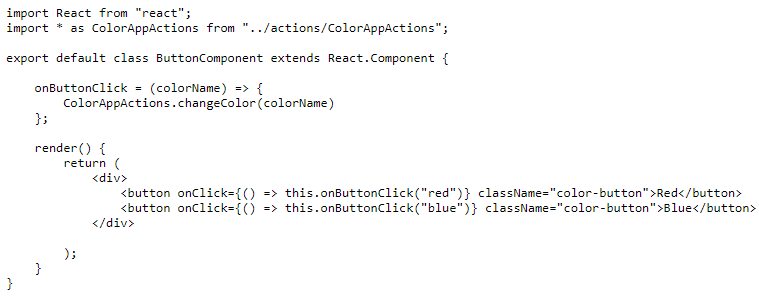 import React from "react";
import * as ColorAppActions from "../actions/ColorAppActions";
export default class ButtonComponent extends React.Component {
onButtonClick = (colorName) => {
ColorAppActions.changeColor(colorName)
};
render() {
return (
<div>
<button onClick={() => this.onButtonClick("red")} className="color-button">Red</button>
<button onClick={() => this.onButtonClick("blue")} className="color-button">Blue</button>
</div>
);
}
}